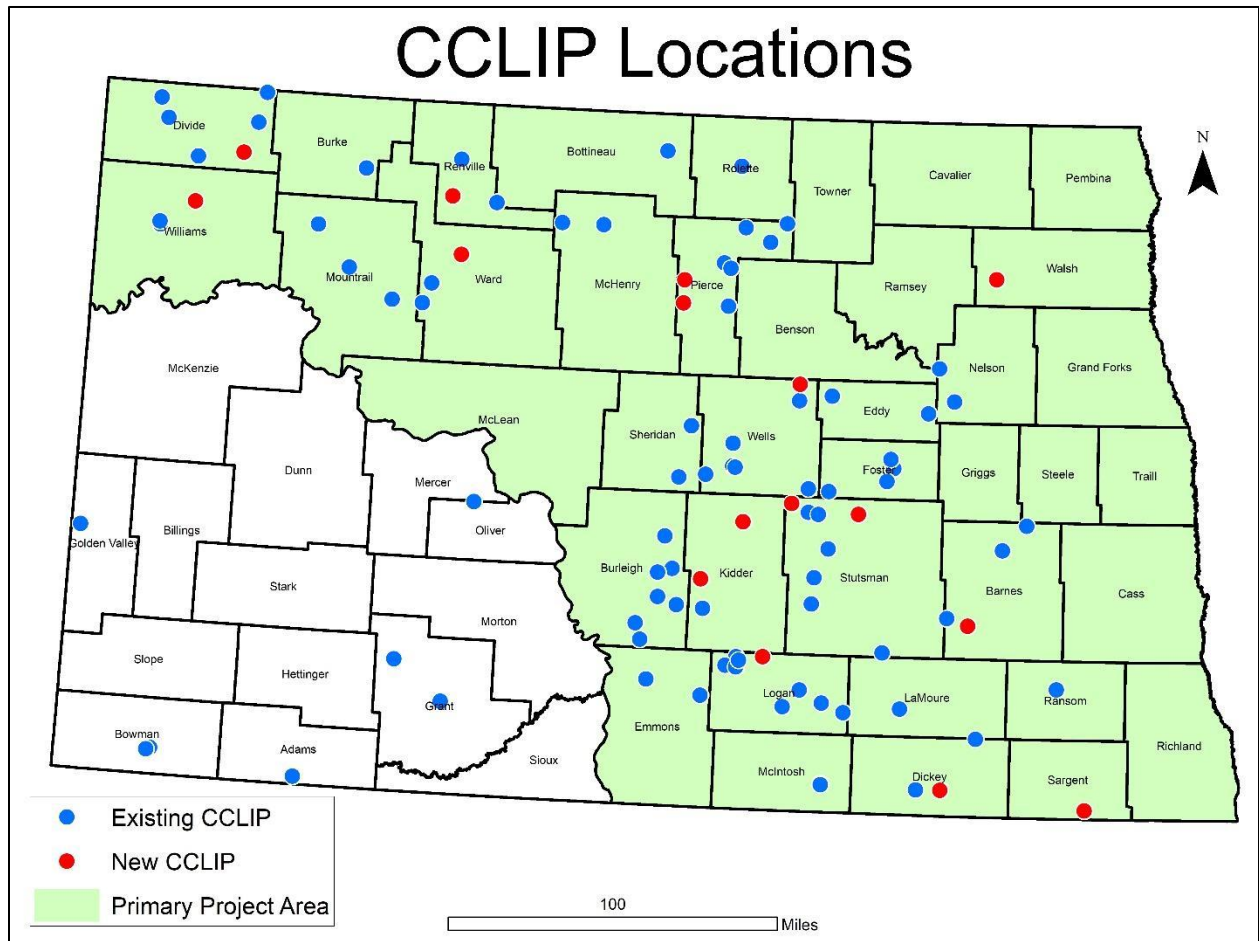 CCLIP Locations
N
Divide
Burke
Renville
Bottineau
Rolette
Towner
Cavalier
Pembina
Williams
Mountrail
Ward
McHenry
Pierce
Ramsey
Walsh
Benson
McKenzie
Nelson
Grand Forks
McLean
Sheridan
Wells
Eddy
Dunn
Mercer
Foster
Griggs
Steele
Traill
Golden Valley
Billings
Oliver
Stark
Burleigh
Kidder
Stutsman
Barnes
Cass
Morton
Slope
Hettinger
Grant
Emmons
Logan
LaMoure
Ransom
Richland
Bowman
Adams
Sioux
McIntosh
Dickey
Sargent
Existing CCLIP
New CCLIP
Primary Project Area
100
Miles